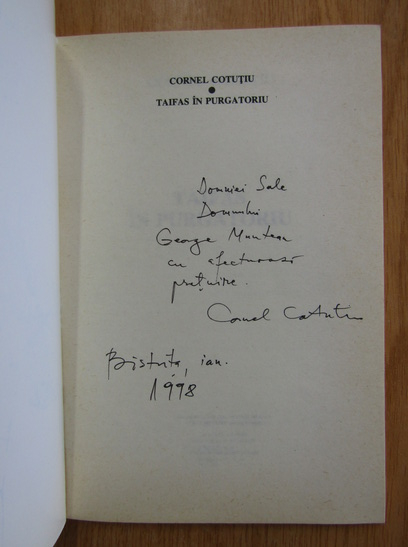 CORNEL COTUȚIU
●
TAIFAS ÎN PURGATORIU
Domniei Sale
Domnului
George Muntean
cu afectuoasă
prețuire.
Cornel Cotuțiu
Bistrița, ian.
1998